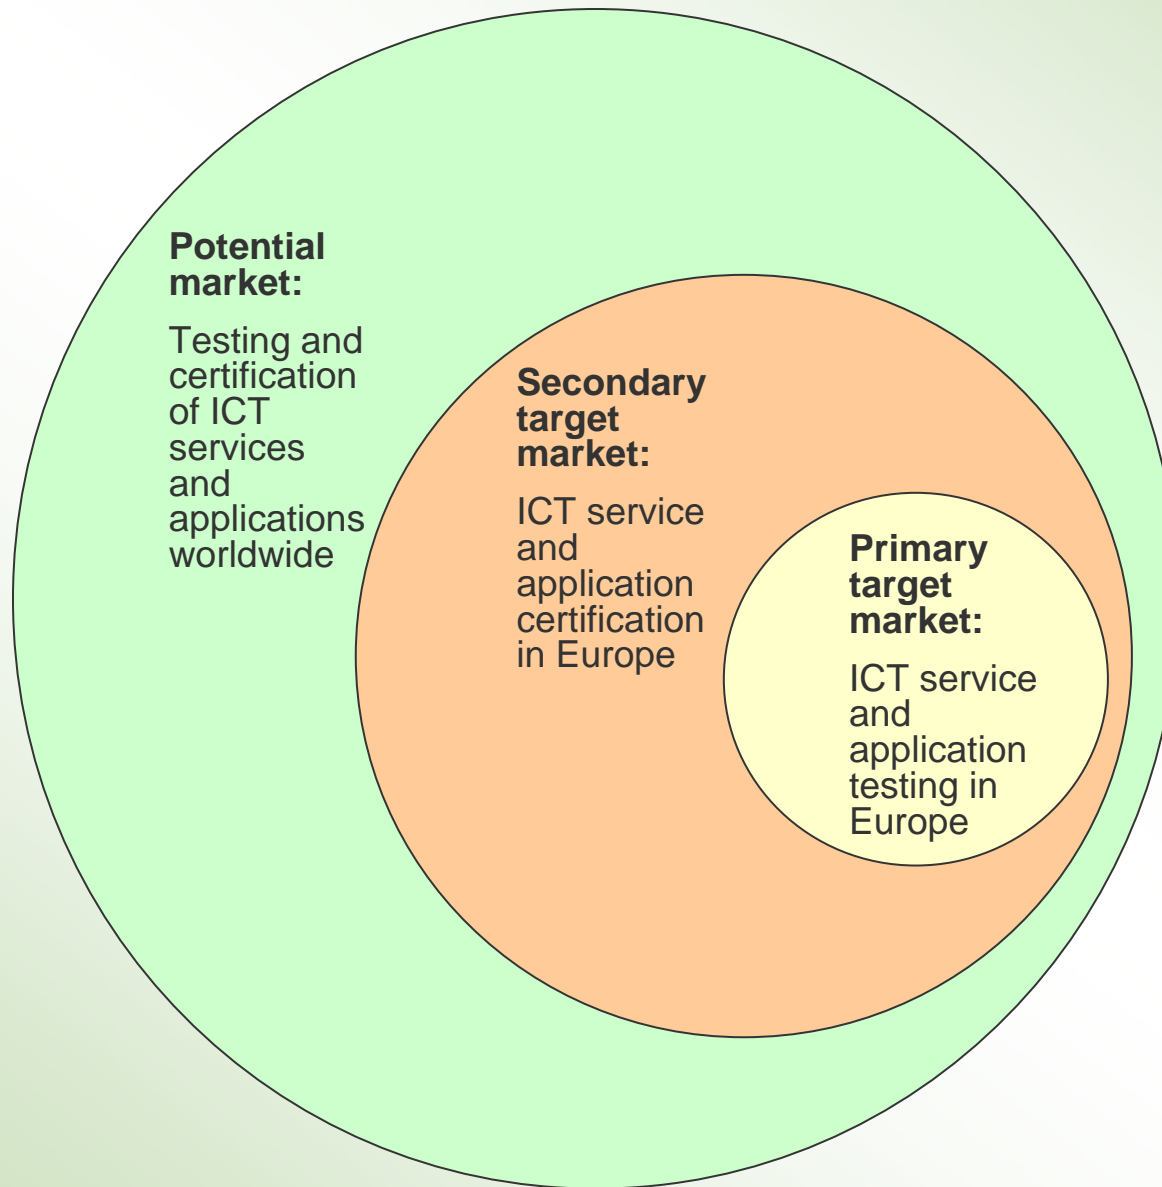 Potential
market:
Testing and
certification
of ICT
services
and
applications
worldwide
Secondary
target
market:
ICT service
and
application
certification
in Europe
Primary
target
market:
ICT service
and
application
testing in
Europe